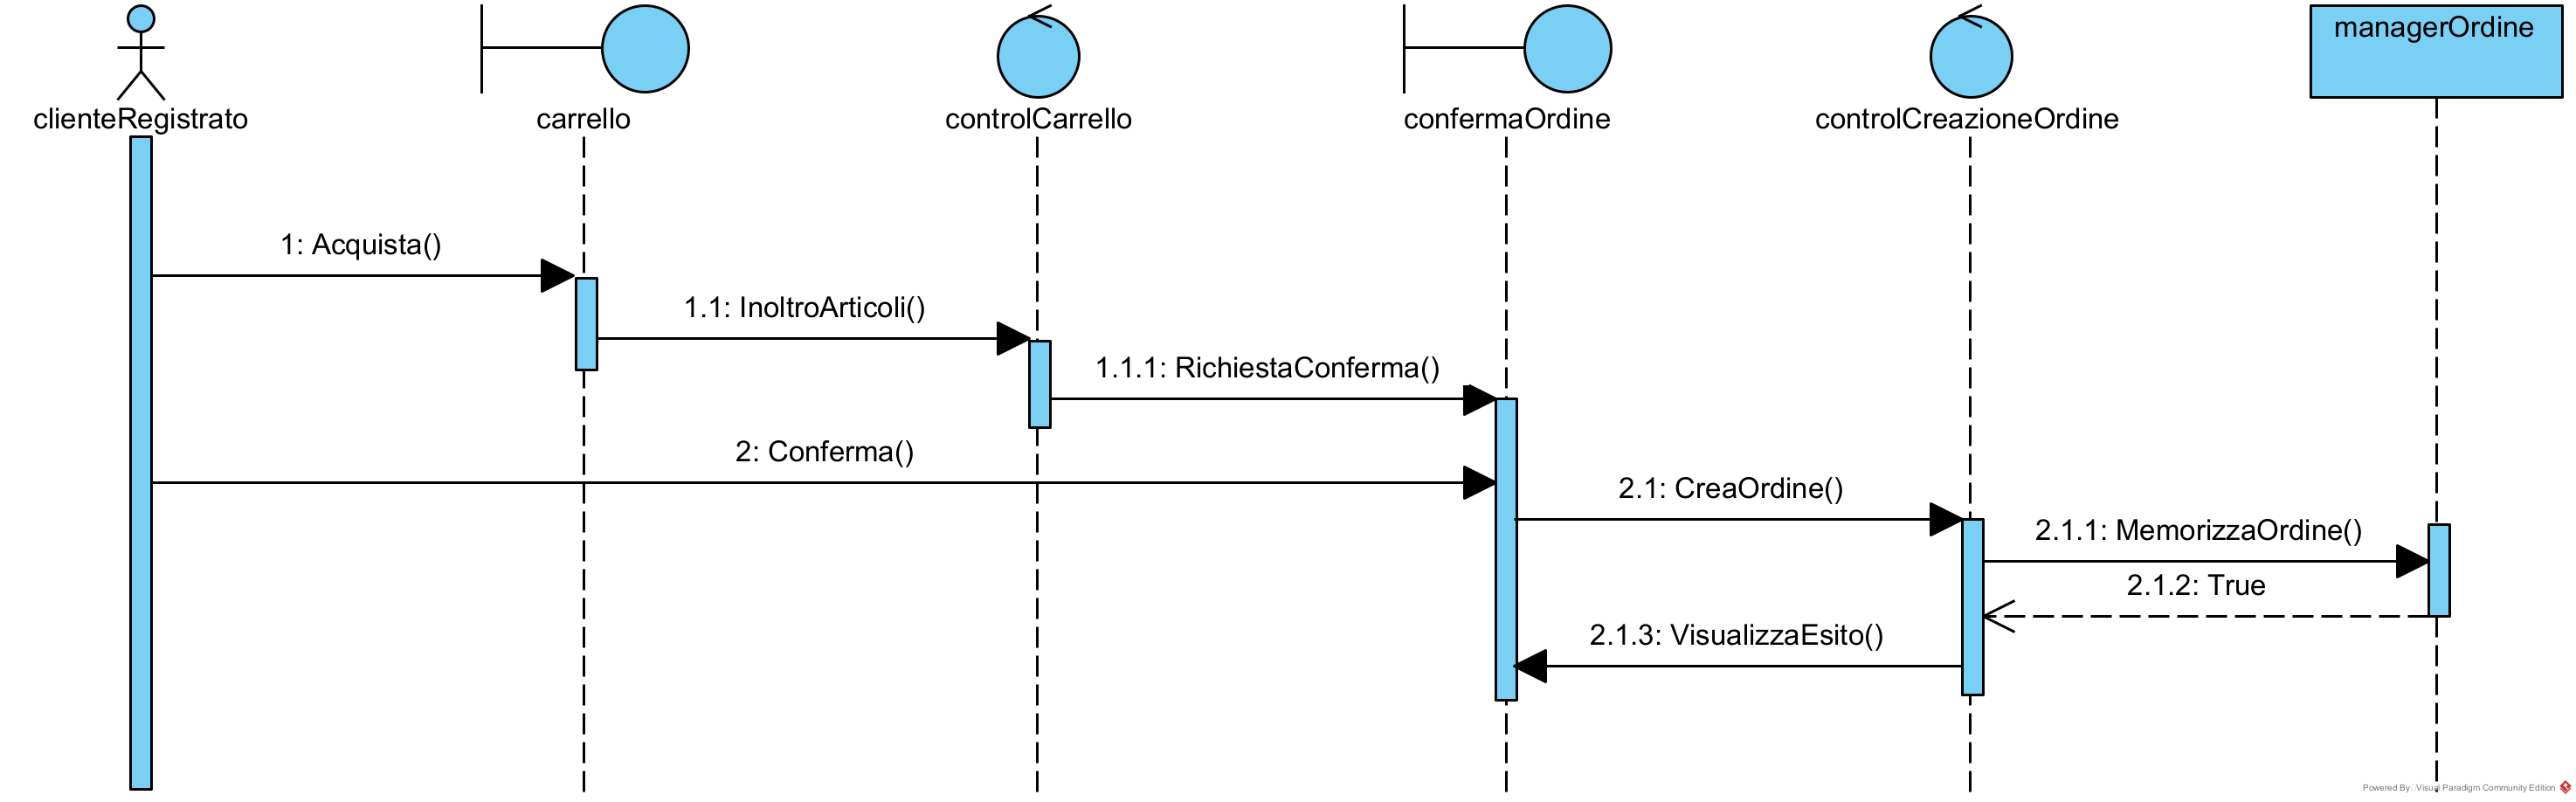 managerOrdine
clienteRegistrato
carrello
controlCarrello
confermaOrdine
controlCreazioneOrdine
1: Acquista()
1.1: InoltroArticoli()
1.1.1: RichiestaConferma()
2: Conferma()
2.1: CreaOrdine()
2.1.1: MemorizzaOrdine()
2.1.2: True
2.1.3: VisualizzaEsito()
Powered By Visual Paradigm Community Edition